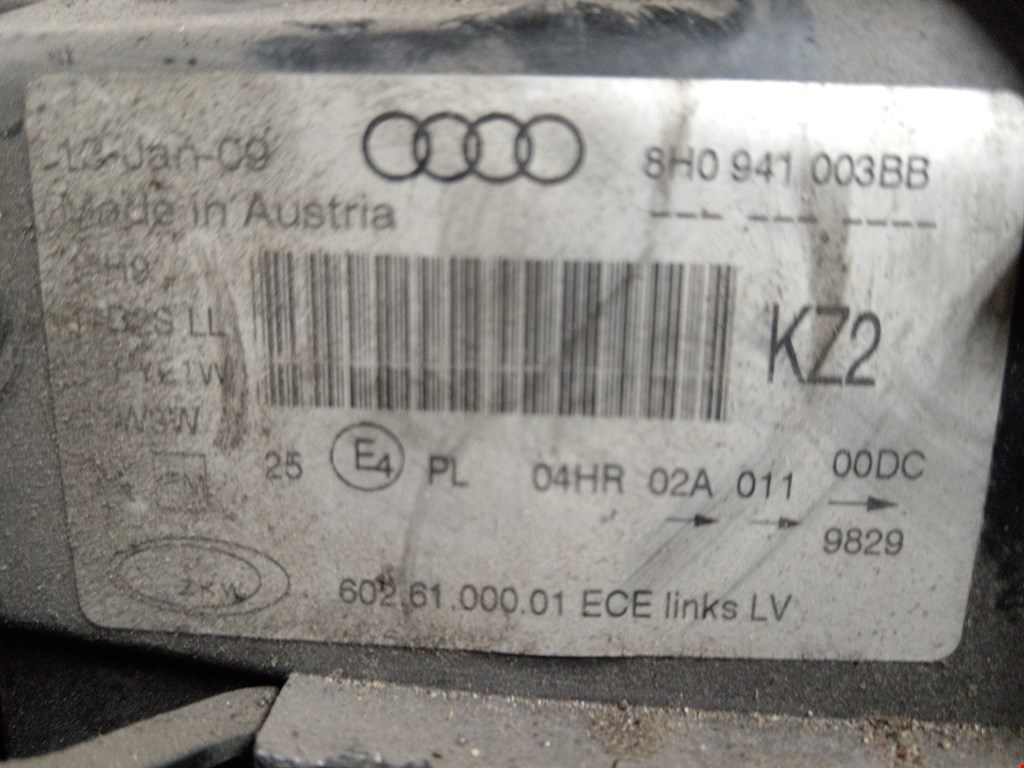 13-Jan-09
8H0 941 003BB
Made in Austria
H9
D2S LL
PY21W
W3W
KZ2
25 E4 PL 04HR 02A 011 00DC
9829
ZKW
602.61.000.01 ECE links LV